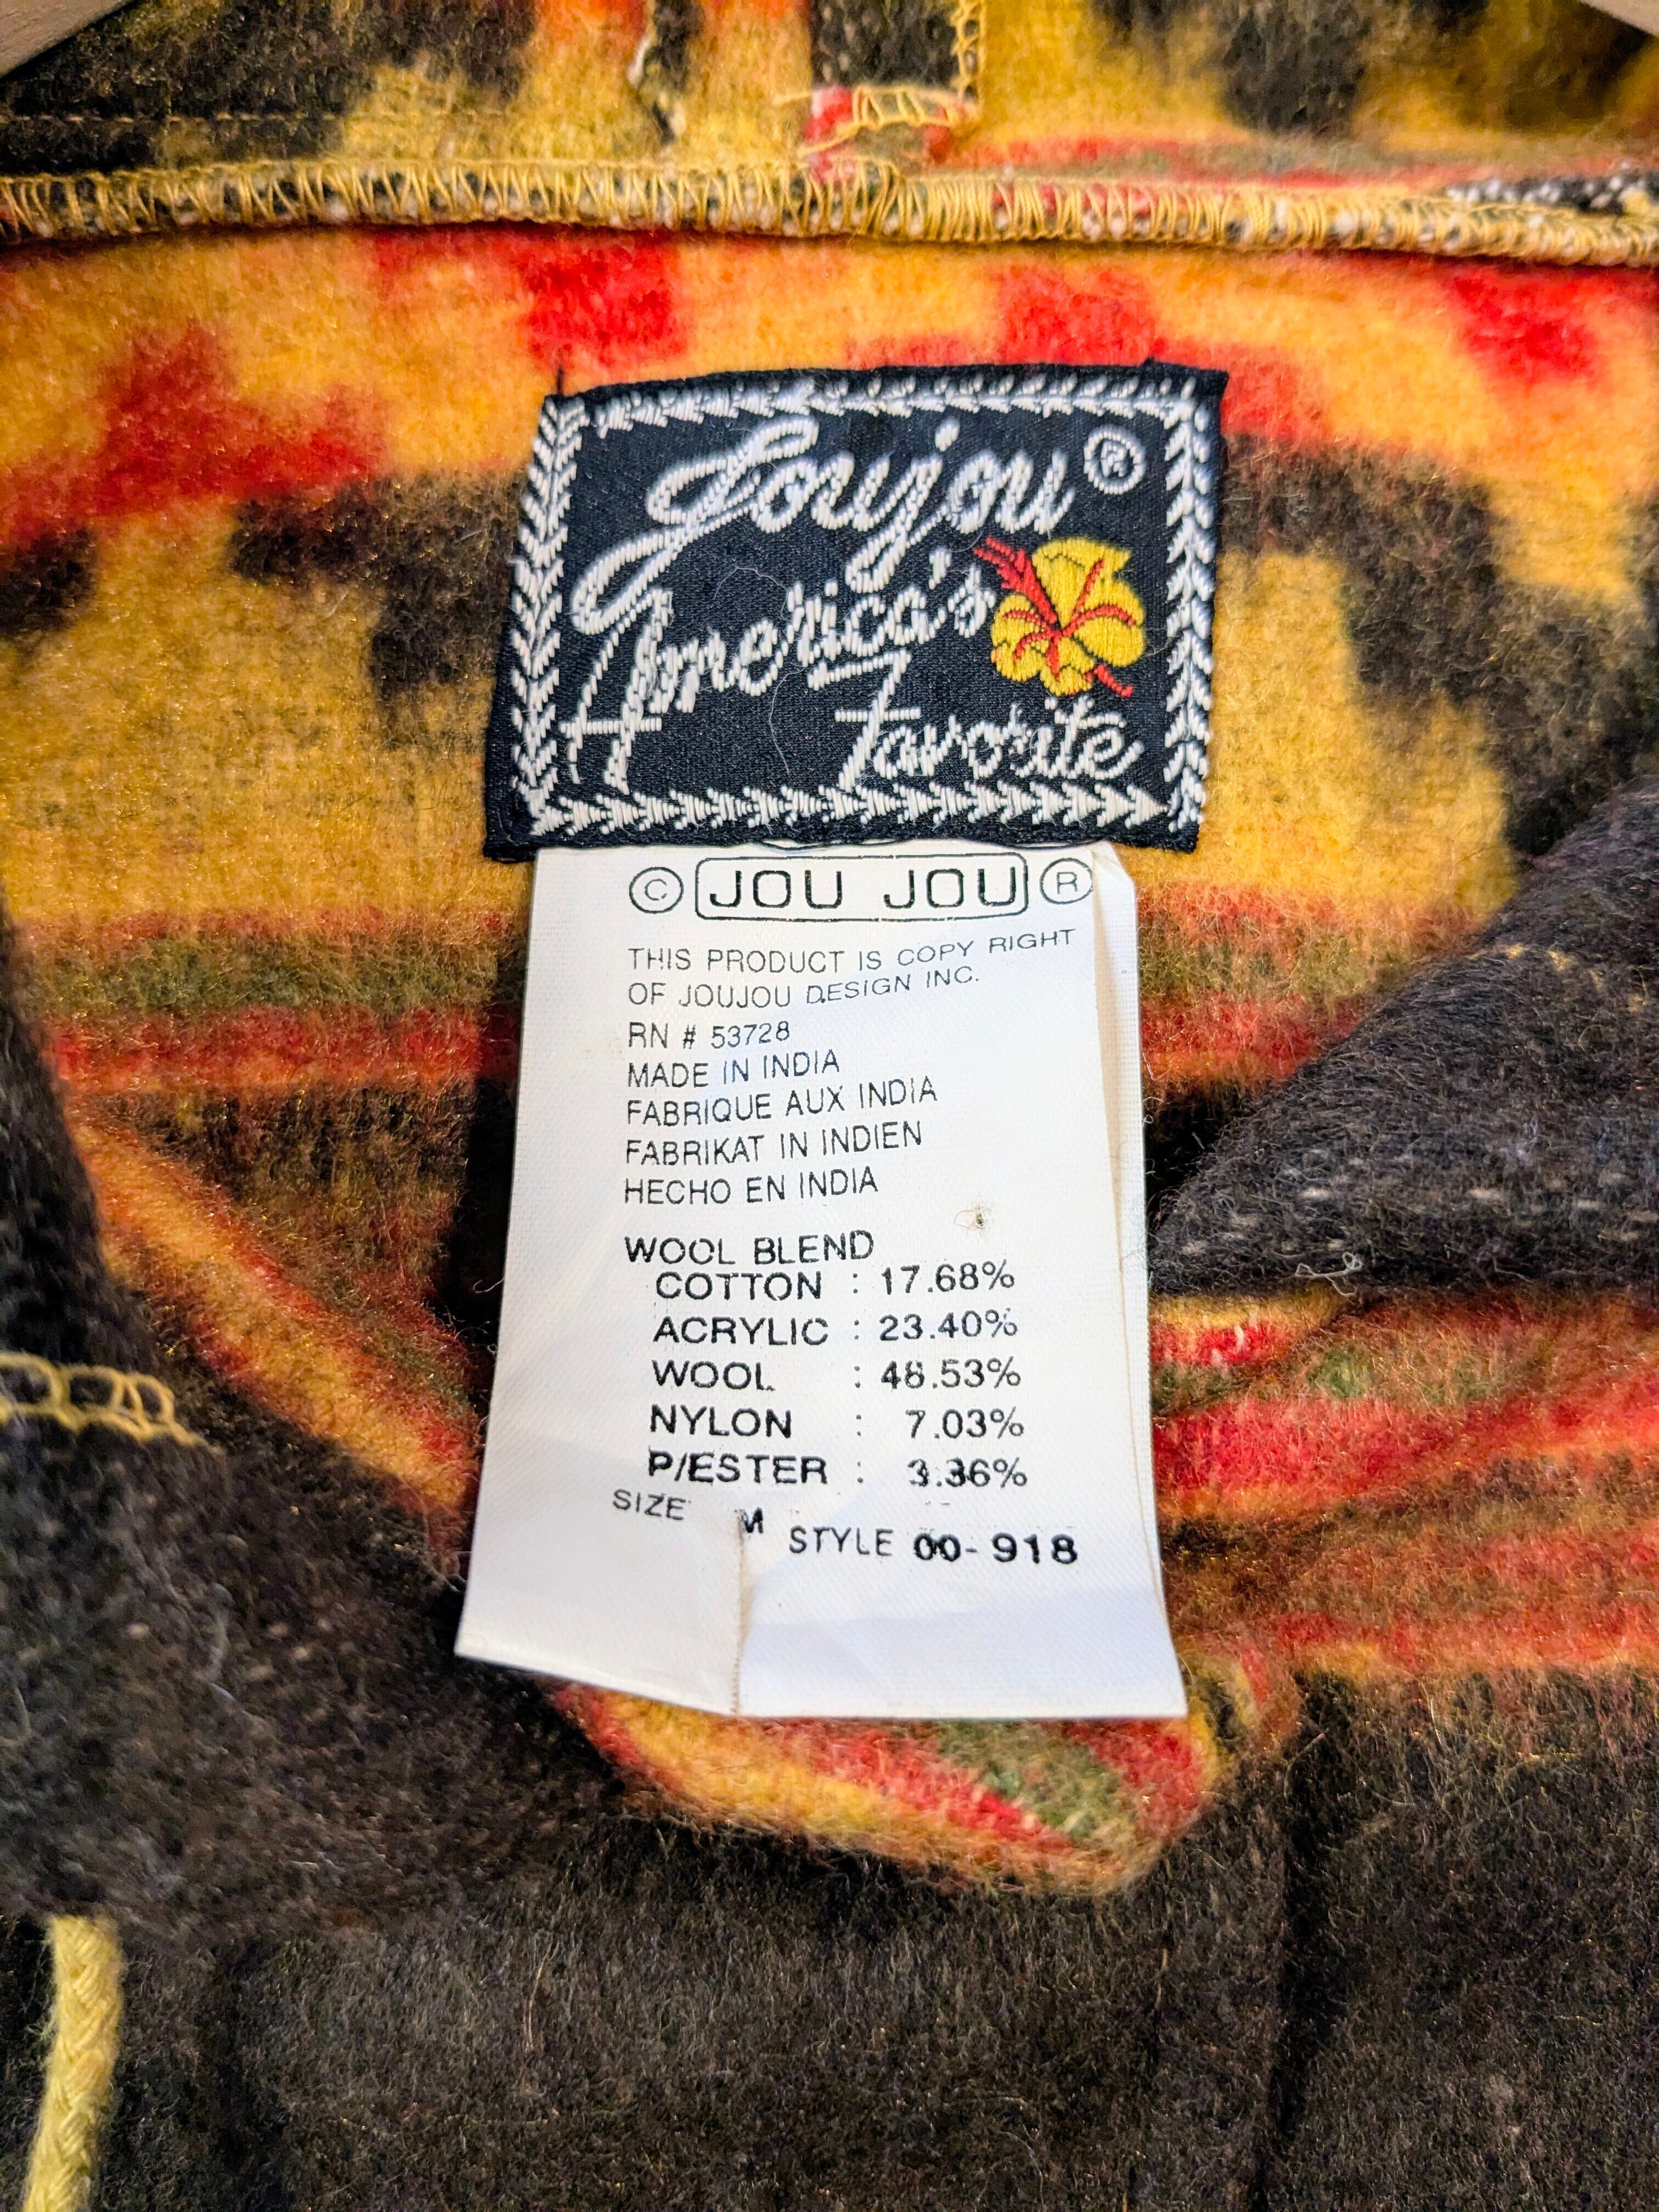 Joujou ®
America's
Favorite
© JOU JOU ®
THIS PRODUCT IS COPY RIGHT
OF JOUJOU DESIGN INC.
RN # 53728
MADE IN INDIA
FABRIQUE AUX INDIA
FABRIKAT IN INDIEN
HECHO EN INDIA
WOOL BLEND
COTTON : 17.68%
ACRYLIC : 23.40%
WOOL : 48.53%
NYLON : 7.03%
P/ESTER : 3.36%
SIZE M STYLE 00-918